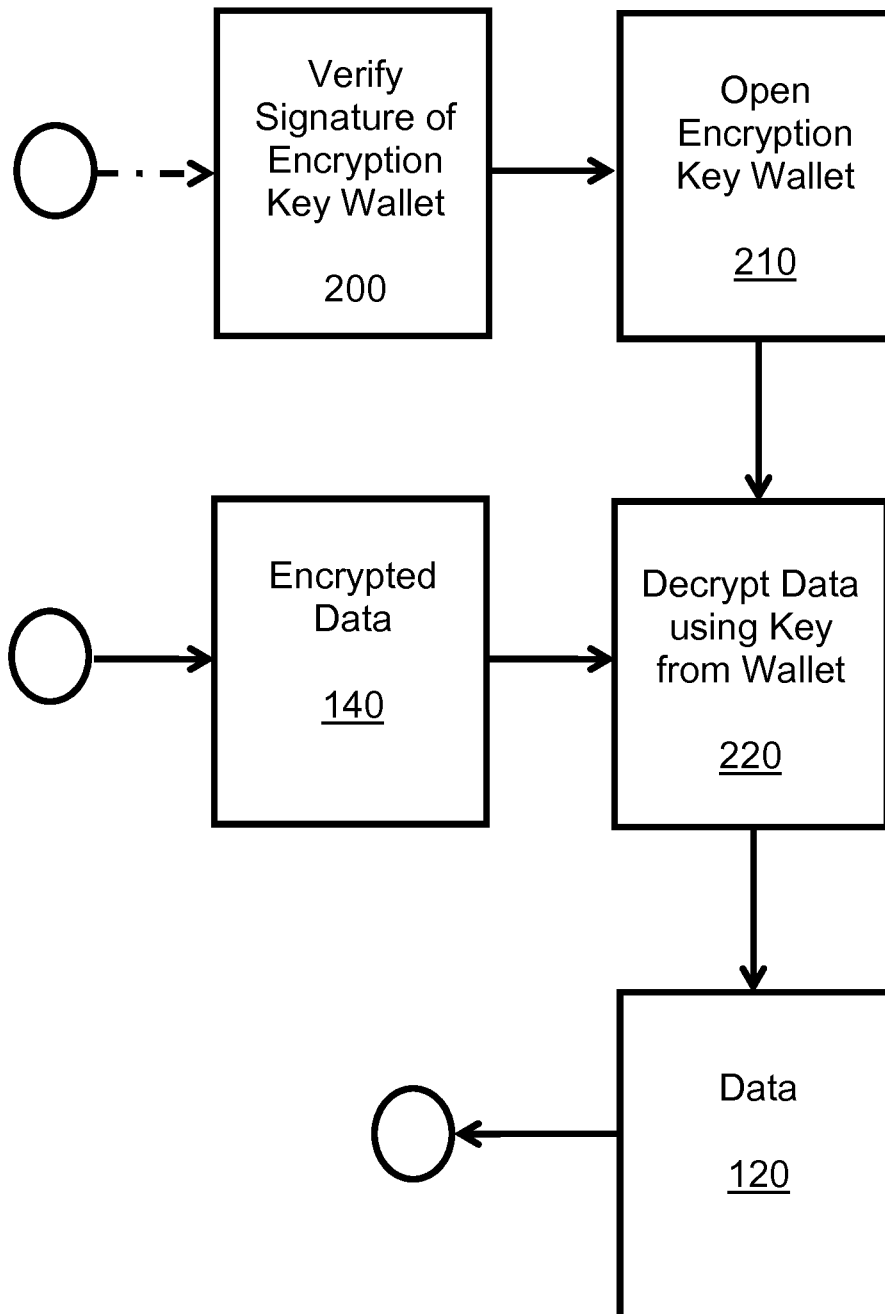 Verify
Signature of
Encryption
Key Wallet
200
Open
Encryption
Key Wallet
210
Encrypted
Data
140
Decrypt Data
using Key
from Wallet
220
Data
120